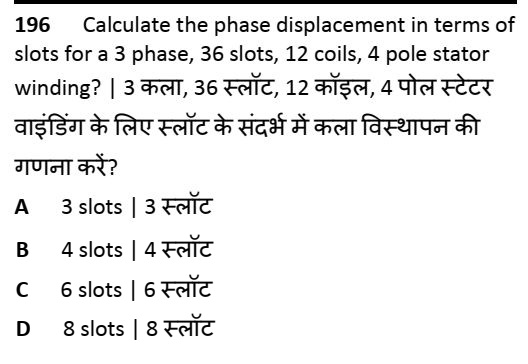 196 Calculate the phase displacement in terms of
slots for a 3 phase, 36 slots, 12 coils, 4 pole stator
winding? | 3 कला, 36 स्लॉट, 12 कॉइल, 4 पोल स्टेटर
वाइंडिंग के लिए स्लॉट के संदर्भ में कला विस्थापन की
गणना करें?
A 3 slots | 3 स्लॉट
B 4 slots | 4 स्लॉट
C 6 slots | 6 स्लॉट
D 8 slots | 8 स्लॉट